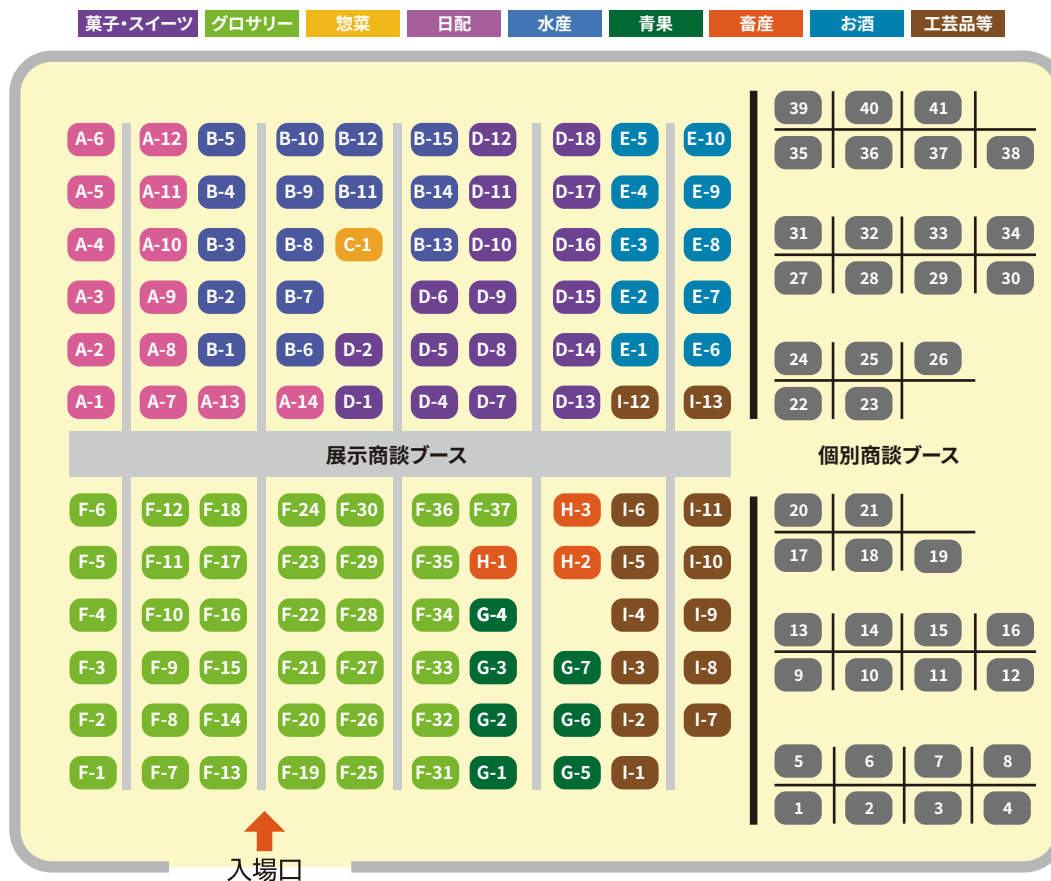 菓子・スイーツ グロサリー 惣菜 日配 水産 青果 畜産 お酒 工芸品等
39 40 41
A-6 A-12 B-5 B-10 B-12 B-15 D-12 D-18 E-5 E-10
35 36 37 38
A-5 A-11 B-4 B-9 B-11 B-14 D-11 D-17 E-4 E-9
31 32 33 34
A-4 A-10 B-3 B-8 C-1 B-13 D-10 D-16 E-3 E-8
27 28 29 30
A-3 A-9 B-2 B-7 D-6 D-9 D-15 E-2 E-7
24 25 26
A-2 A-8 B-1 B-6 D-2 D-5 D-8 D-14 E-1 E-6
22 23
A-1 A-7 A-13 A-14 D-1 D-4 D-7 D-13 I-12 I-13
展示商談ブース 個別商談ブース
F-6 F-12 F-18 F-24 F-30 F-36 F-37 H-3 I-6 I-11
20 21
17 18 19
F-5 F-11 F-17 F-23 F-29 F-35 H-1 H-2 I-5 I-10
F-4 F-10 F-16 F-22 F-28 F-34 G-4 I-4 I-9
13 14 15 16
F-3 F-9 F-15 F-21 F-27 F-33 G-3 G-7 I-3 I-8
9 10 11 12
F-2 F-8 F-14 F-20 F-26 F-32 G-2 G-6 I-2 I-7
5 6 7 8
F-1 F-7 F-13 F-19 F-25 F-31 G-1 G-5 I-1
1 2 3 4
入場口